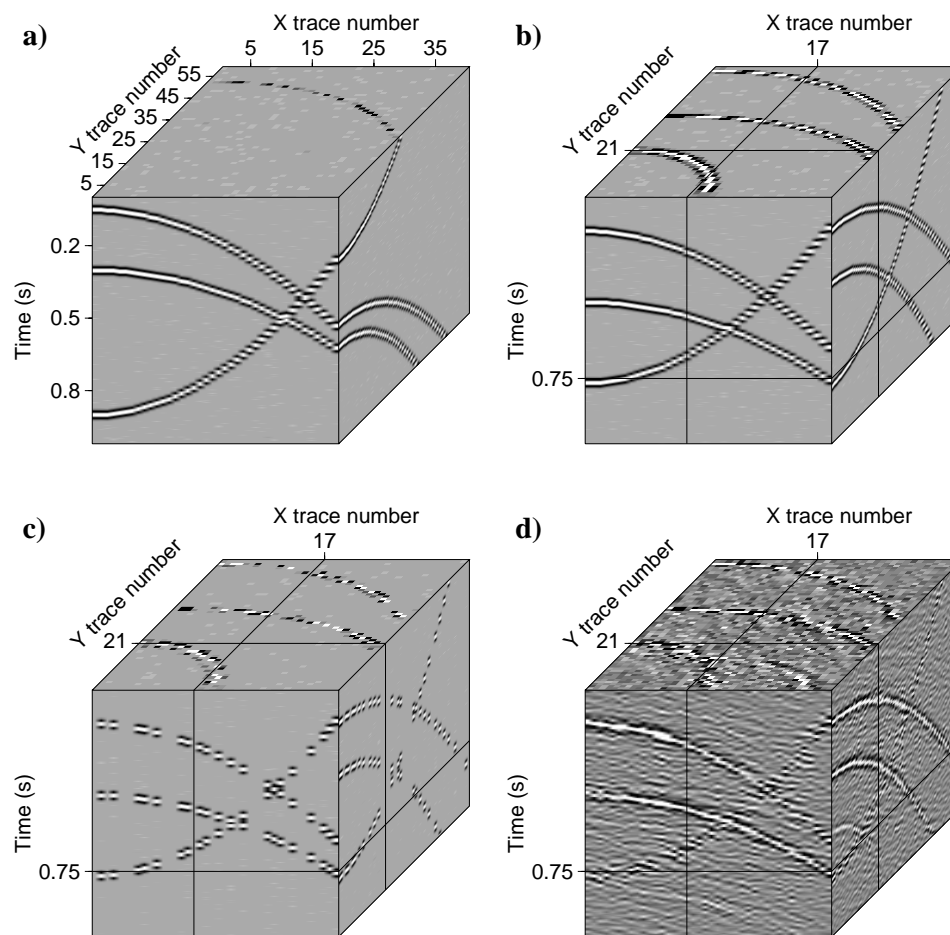 a)
X trace number
5 15 25 35
Y trace number
55
45
35
25
15
5
Time (s)
0.2
0.5
0.8
b)
X trace number
17
Y trace number
21
Time (s)
0.75
c)
X trace number
17
Y trace number
21
Time (s)
0.75
d)
X trace number
17
Y trace number
21
Time (s)
0.75